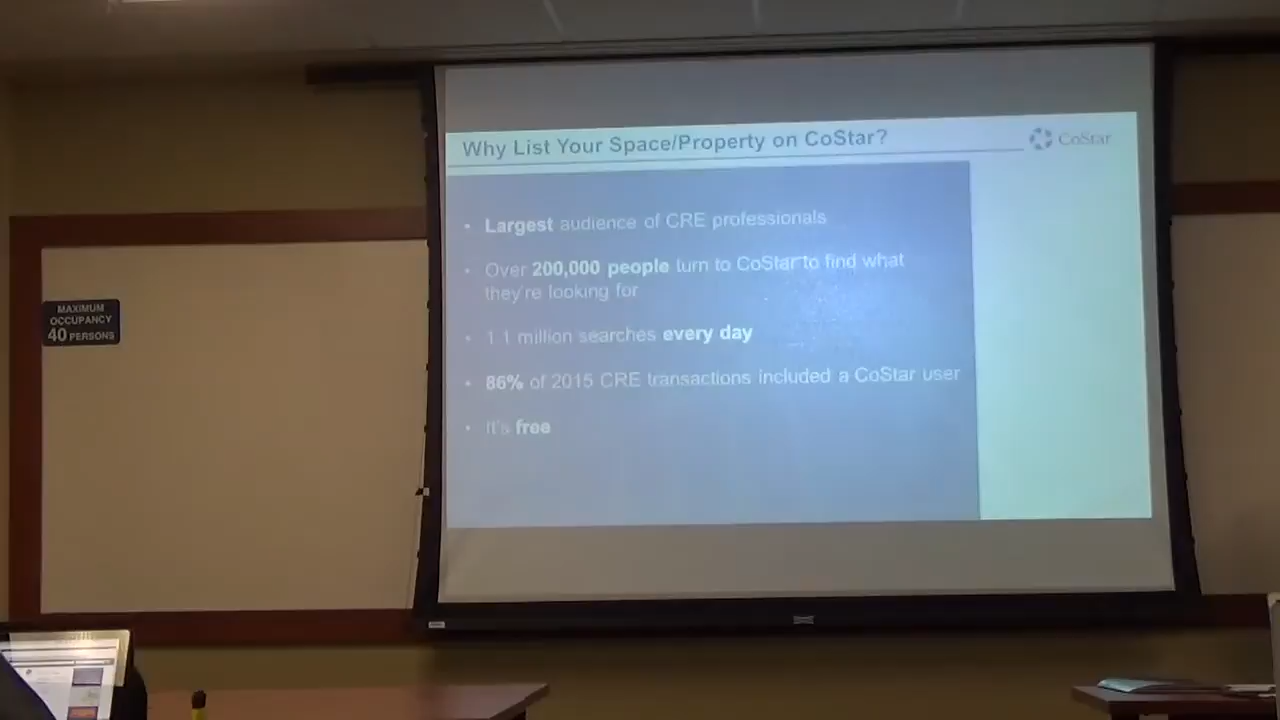 Why List Your Space/Property on CoStar?
CoStar
• Largest audience of CRE professionals
• Over 200,000 people turn to CoStar to find what
they're looking for
• 1.1 million searches every day
• 86% of 2015 CRE transactions included a CoStar user
• It's free
MAXIMUM
OCCUPANCY
40 PERSONS